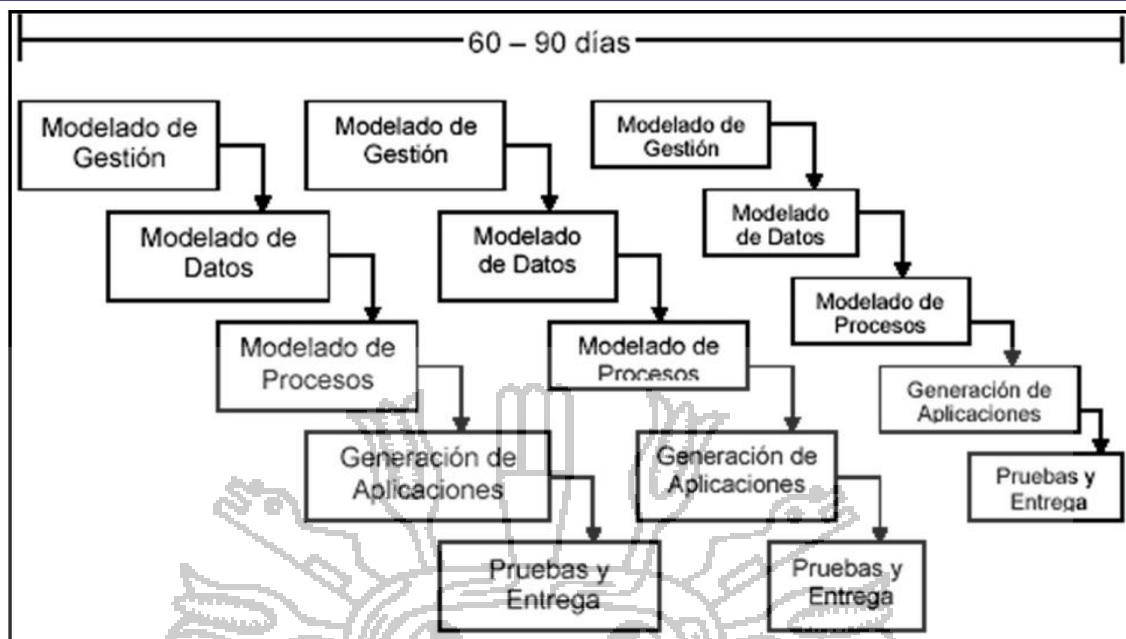 60 – 90 días
Modelado de
Gestión
Modelado de
Datos
Modelado de
Procesos
Generación de
Aplicaciones
Pruebas y
Entrega
Modelado de
Gestión
Modelado
de Datos
Modelado de
Procesos
Generación de
Aplicaciones
Pruebas y
Entrega
Modelado de
Gestión
Modelado
de Datos
Modelado de
Procesos
Generación de
Aplicaciones
Pruebas y
Entrega